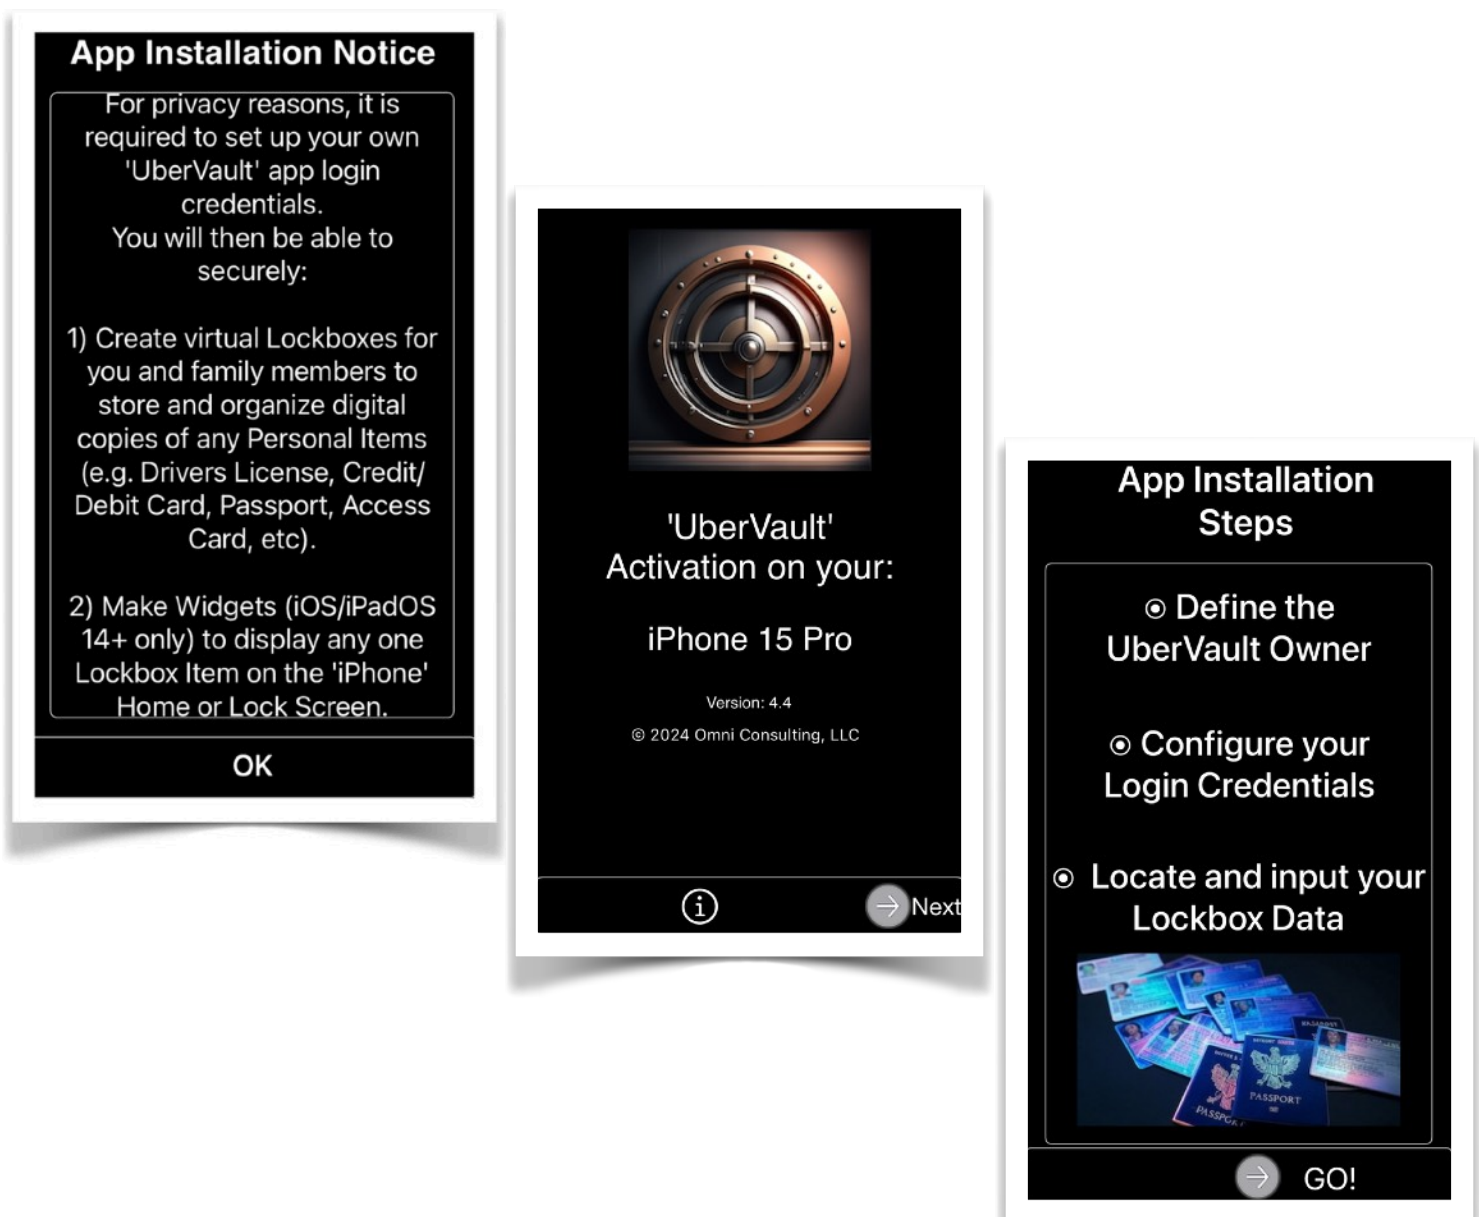 App Installation Notice
For privacy reasons, it is
required to set up your own
'UberVault' app login
credentials.
You will then be able to
securely:
1) Create virtual Lockboxes for
you and family members to
store and organize digital
copies of any Personal Items
(e.g. Drivers License, Credit/
Debit Card, Passport, Access
Card, etc).
2) Make Widgets (iOS/iPadOS
14+ only) to display any one
Lockbox Item on the 'iPhone'
Home or Lock Screen.
OK
'UberVault'
Activation on your:
iPhone 15 Pro
Version: 4.4
© 2024 Omni Consulting, LLC
Next
App Installation
Steps
Define the
UberVault Owner
Configure your
Login Credentials
Locate and input your
Lockbox Data
PASSPORT
GO!